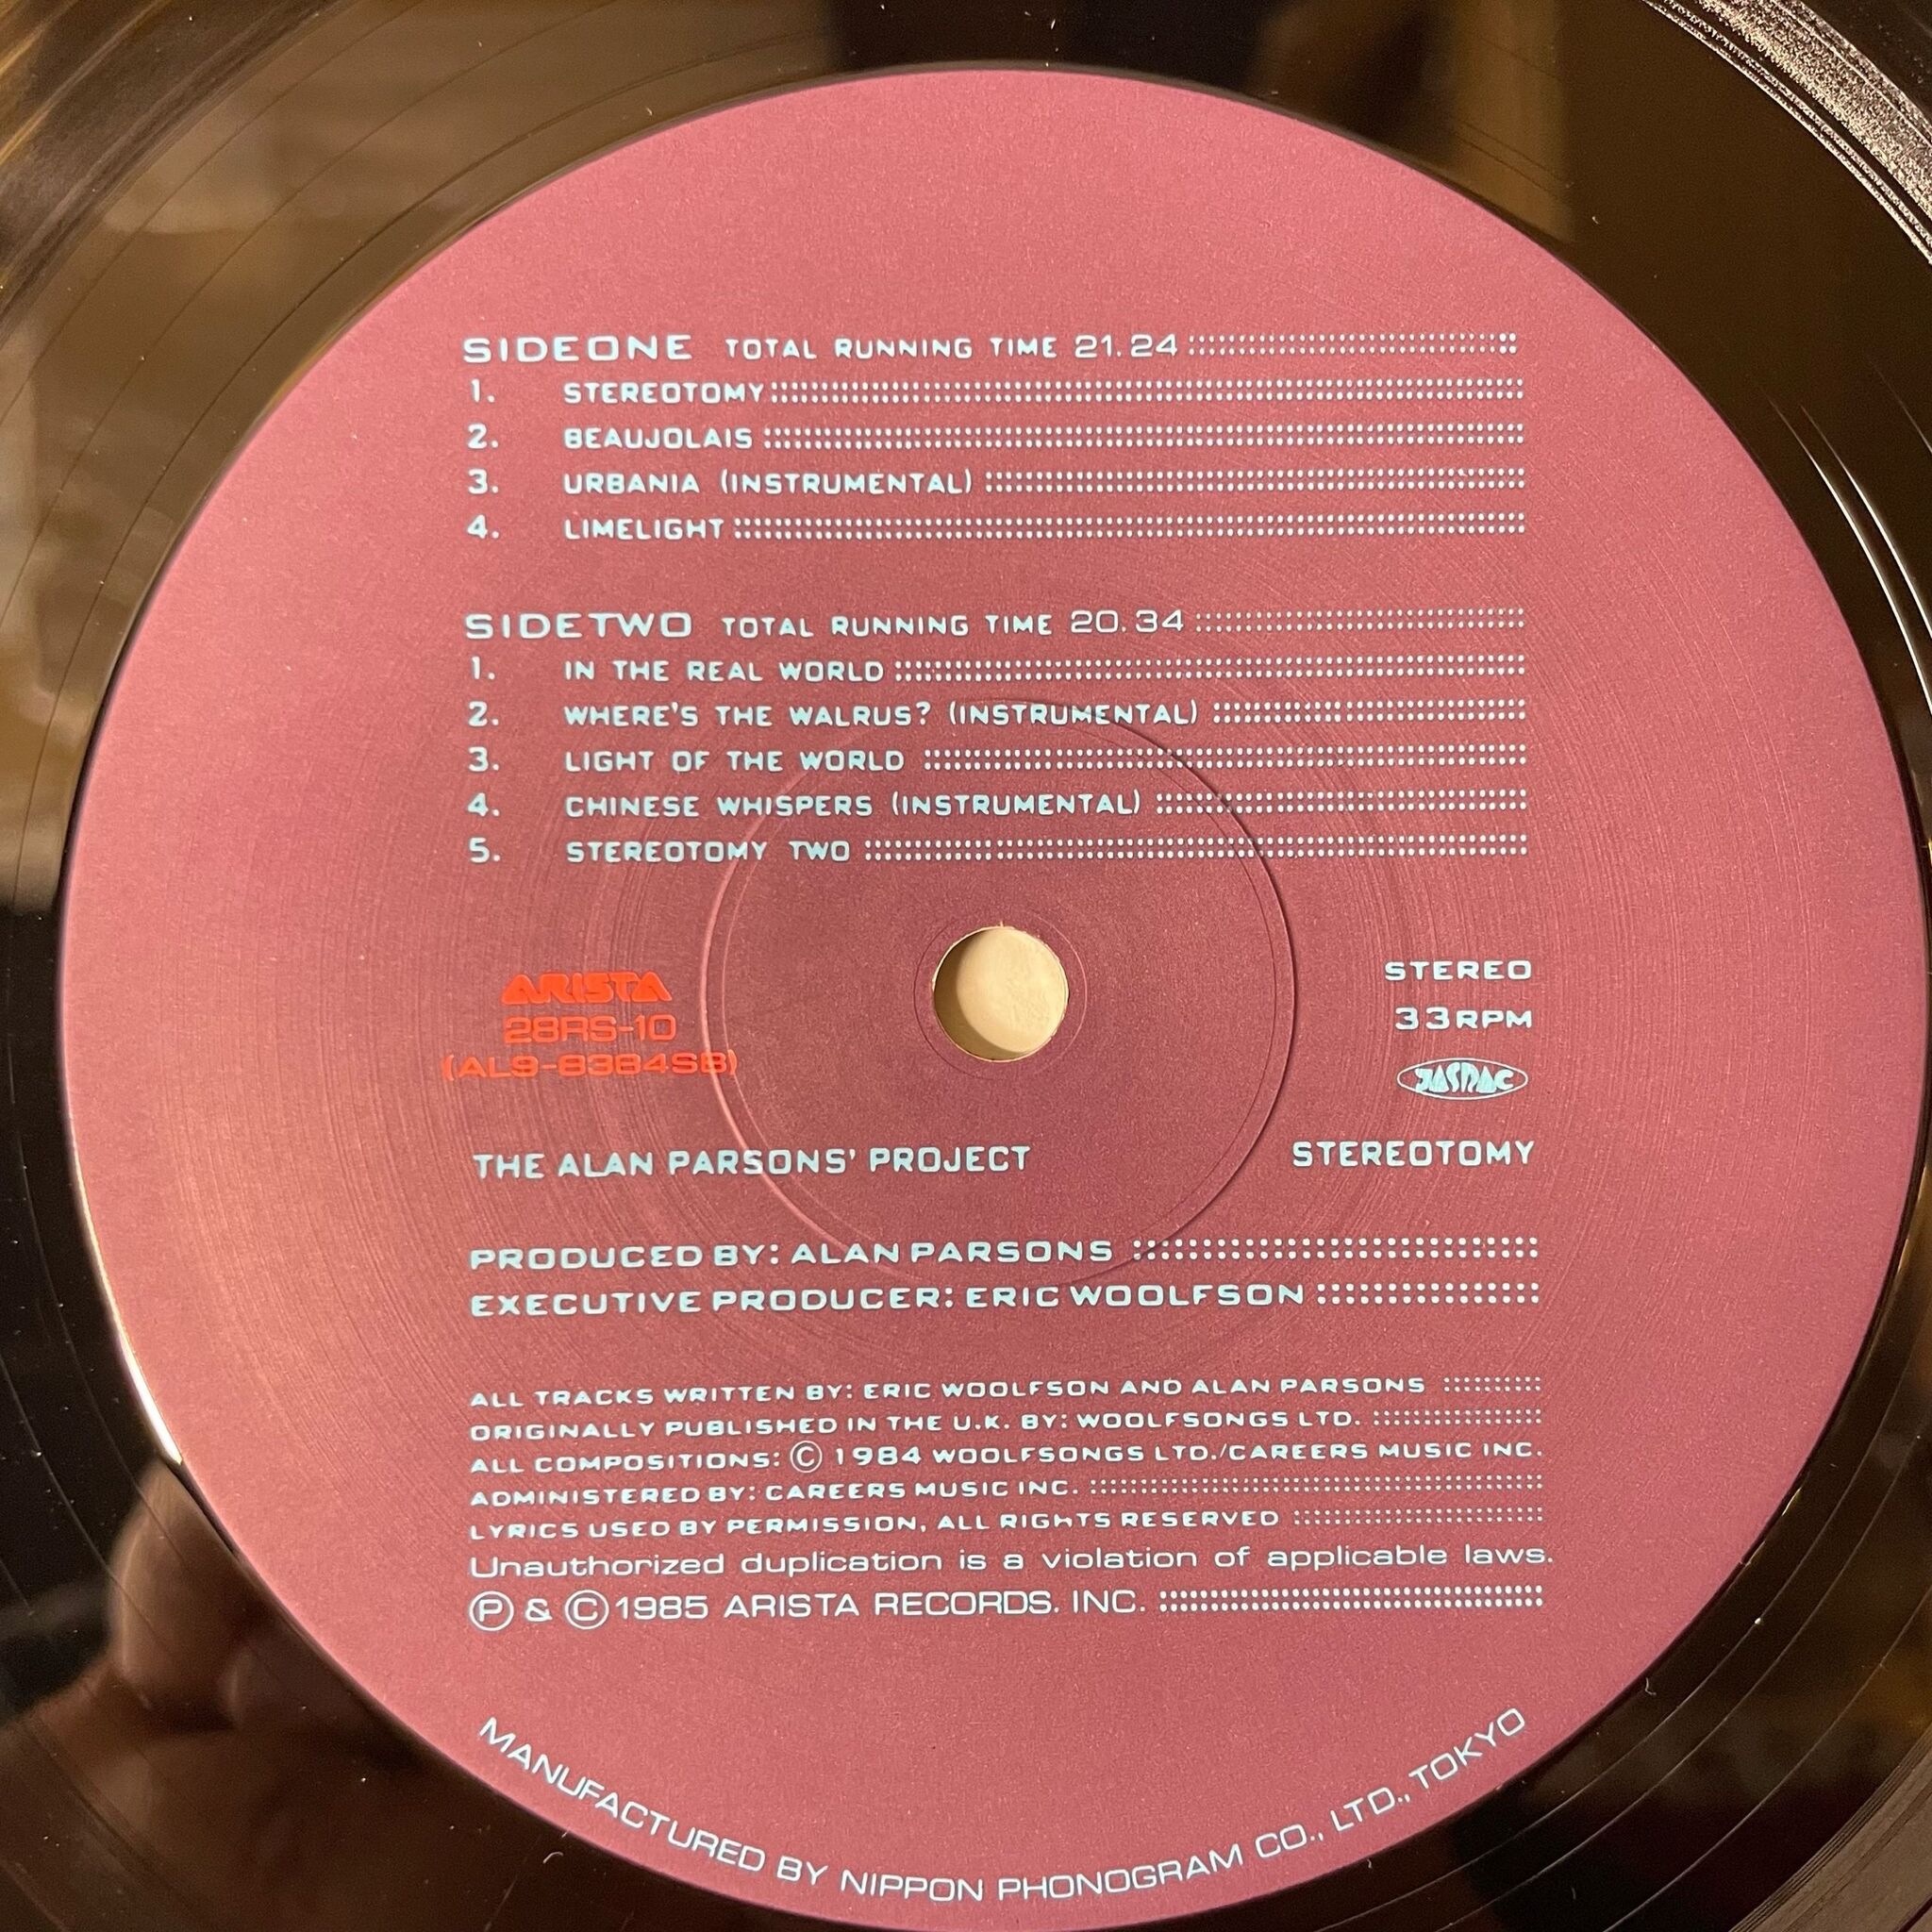 SIDEONE TOTAL RUNNING TIME 21.24
1. STEREOTOMY
2. BEAUJOLAIS
3. URBANIA (INSTRUMENTAL)
4. LIMELIGHT
SIDETWO TOTAL RUNNING TIME 20.34
1. IN THE REAL WORLD
2. WHERE'S THE WALRUS? (INSTRUMENTAL)
3. LIGHT OF THE WORLD
4. CHINESE WHISPERS (INSTRUMENTAL)
5. STEREOTOMY TWO
ARISTA
28RS-10
(AL9-8384SB)
STEREO
33RPM
JASRAC
THE ALAN PARSONS' PROJECT STEREOTOMY
PRODUCED BY: ALAN PARSONS
EXECUTIVE PRODUCER: ERIC WOOLFSON
ALL TRACKS WRITTEN BY: ERIC WOOLFSON AND ALAN PARSONS
ORIGINALLY PUBLISHED IN THE U.K. BY: WOOLFSONGS LTD.
ALL COMPOSITIONS: © 1984 WOOLFSONGS LTD./CAREERS MUSIC INC.
ADMINISTERED BY: CAREERS MUSIC INC.
LYRICS USED BY PERMISSION, ALL RIGHTS RESERVED
Unauthorized duplication is a violation of applicable laws.
℗ & © 1985 ARISTA RECORDS. INC.
MANUFACTURED BY NIPPON PHONOGRAM CO., LTD., TOKYO